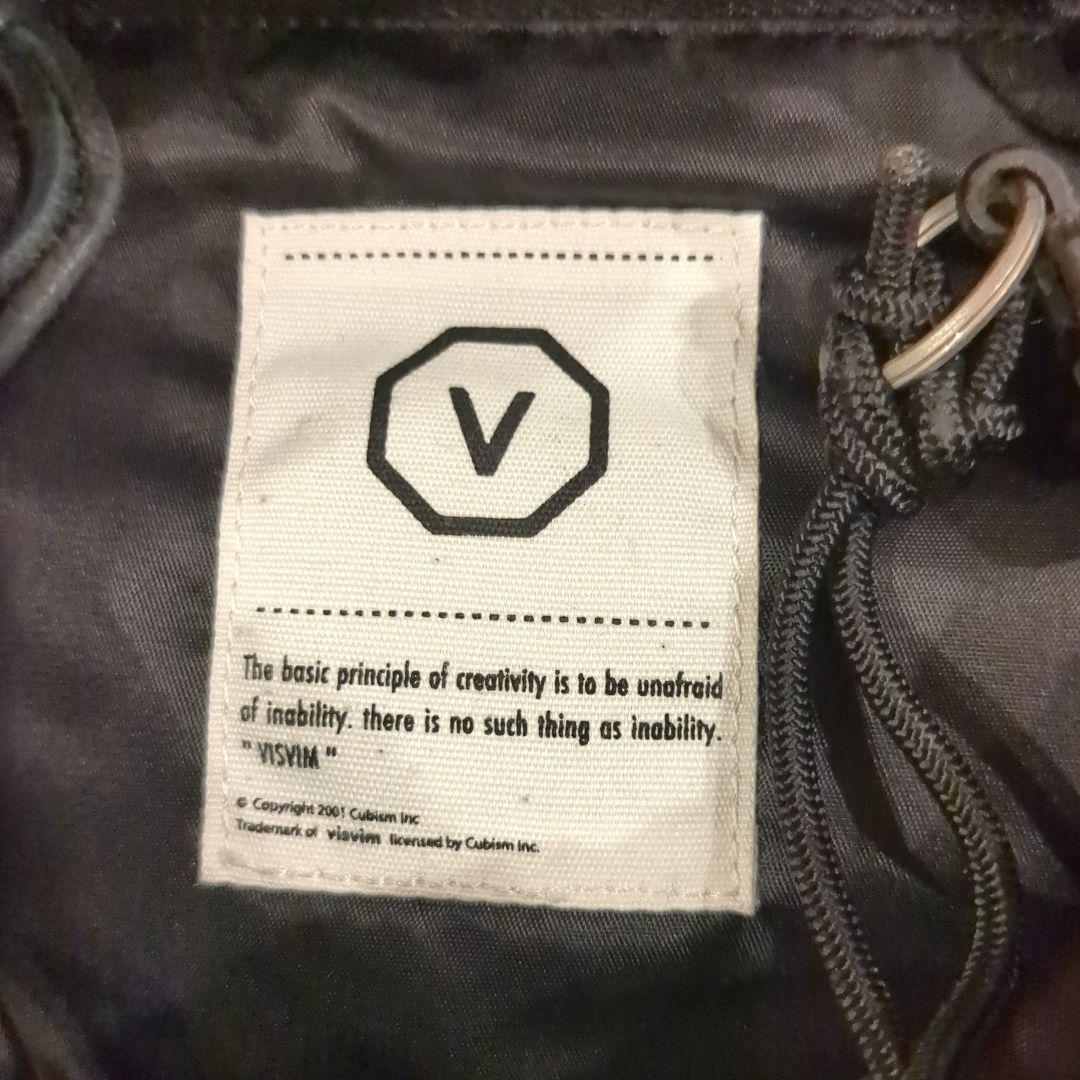 V
The basic principle of creativity is to be unafraid
of inability. there is no such thing as inability.
" VISVIM "
© Copyright 2001 Cubism Inc
Trademark of visvim licensed by Cubism Inc.